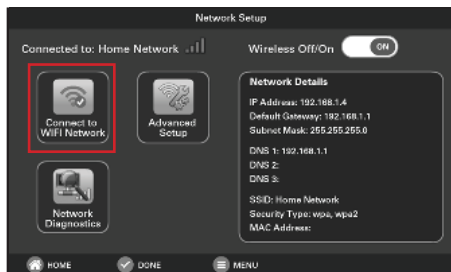 Network Setup
Connected to: Home Network
Wireless Off/On
ON
Connect to
WIFI Network
Advanced
Setup
Network
Diagnostics
Network Details
IP Address: 192.168.1.4
Default Gateway: 192.168.1.1
Subnet Mask: 255.255.255.0
DNS 1: 192.168.1.1
DNS 2:
DNS 3:
SSID: Home Network
Security Type: wpa, wpa2
MAC Address:
HOME
DONE
MENU